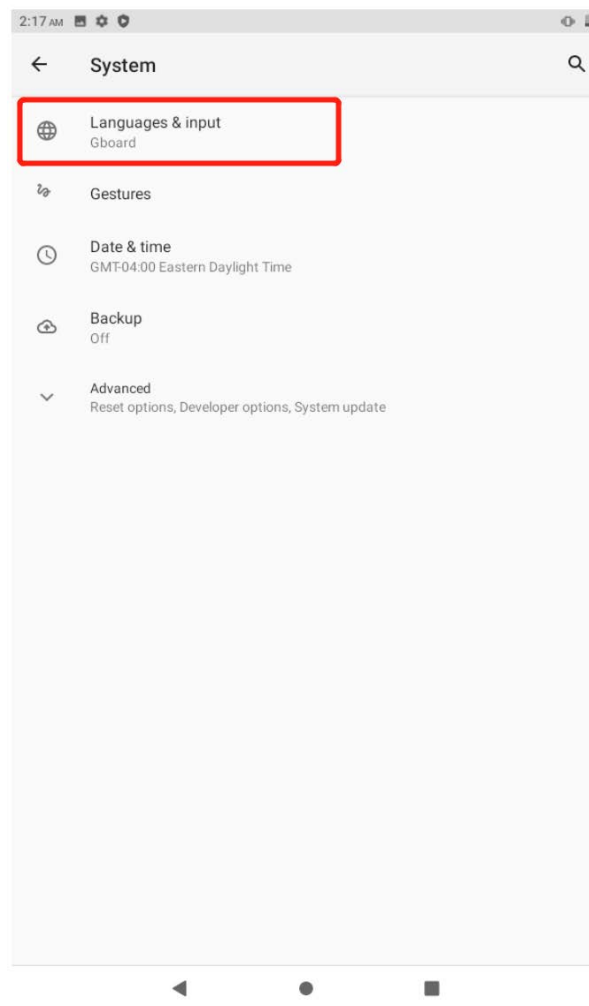 2:17 AM
System
Languages & input
Gboard
Gestures
Date & time
GMT-04:00 Eastern Daylight Time
Backup
Off
Advanced
Reset options, Developer options, System update